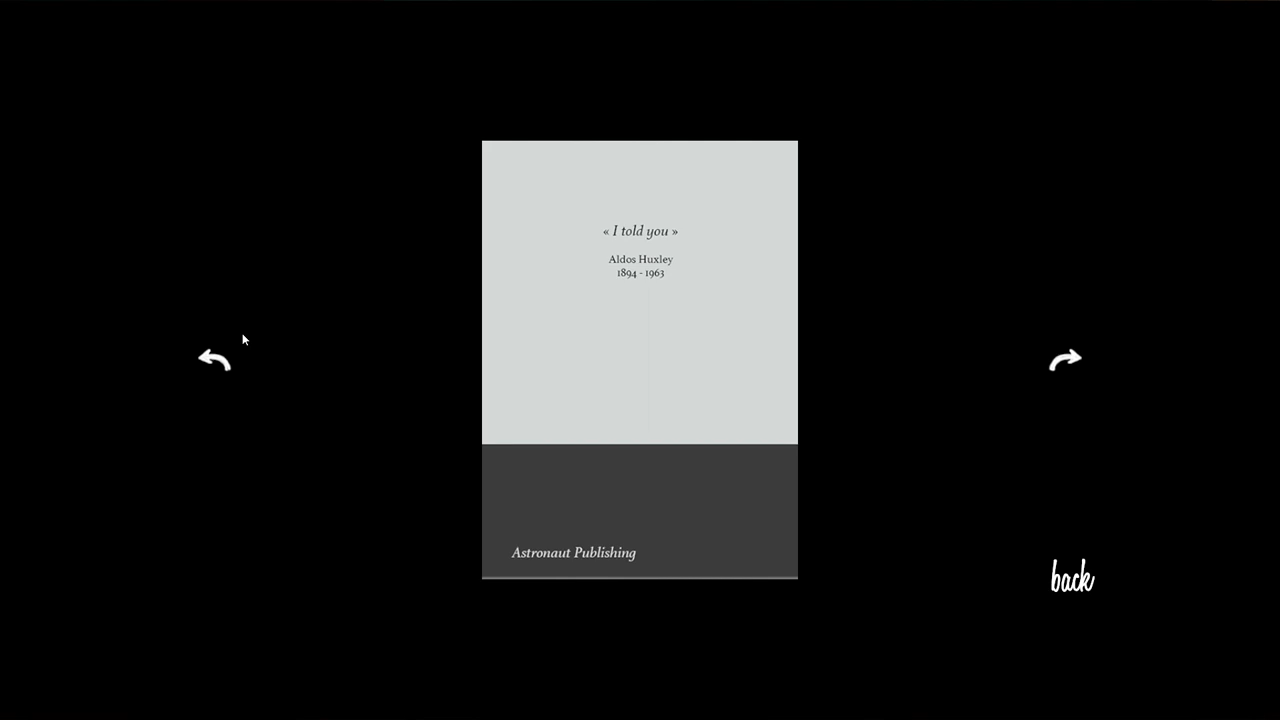 « I told you »
Aldos Huxley
1894 - 1963
Astronaut Publishing
back